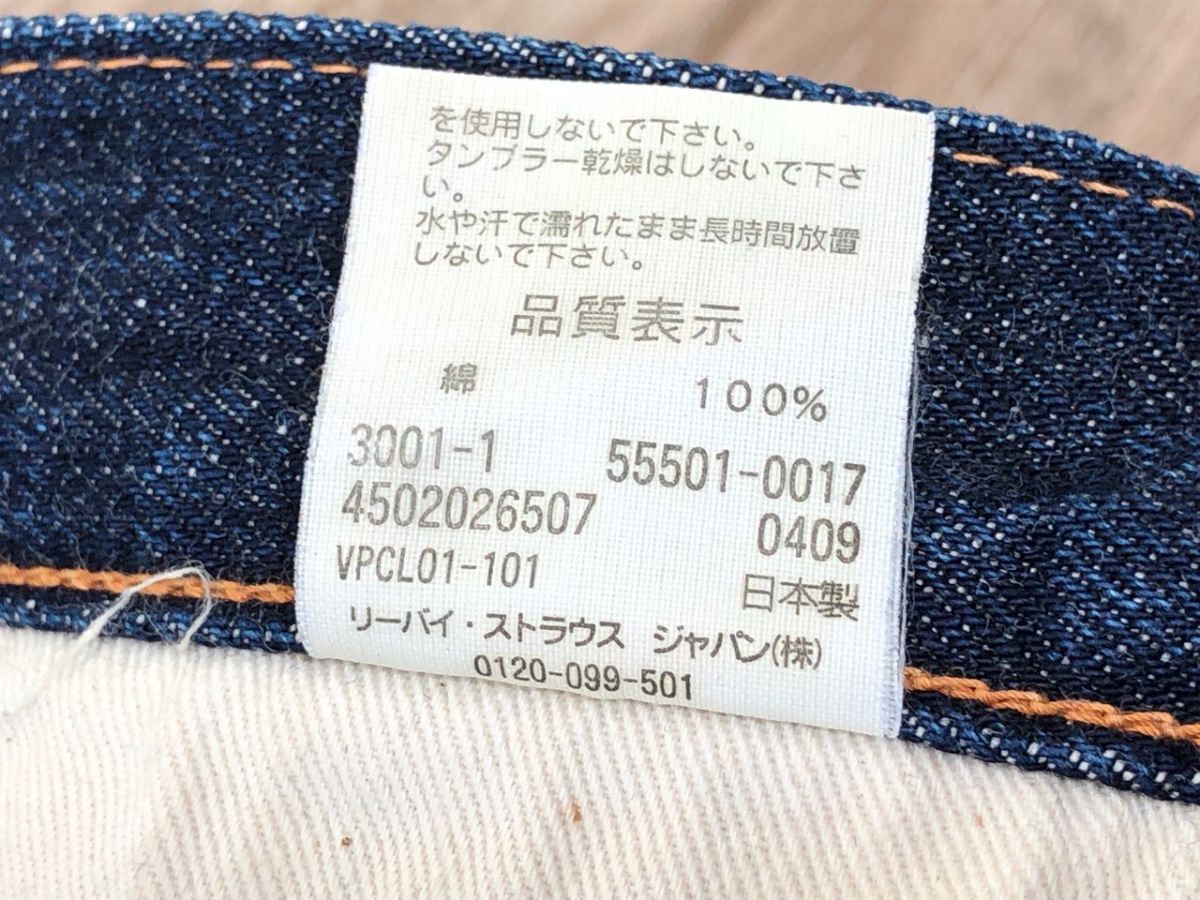 を使用しないで下さい。
タンブラー乾燥はしないで下さ
い。
水や汗で濡れたまま長時間放置
しないで下さい。
品質表示
綿 100%
3001-1 55501-0017
4502026507 0409
VPCL01-101 日本製
リーバイ・ストラウス ジャパン(株)
0120-099-501